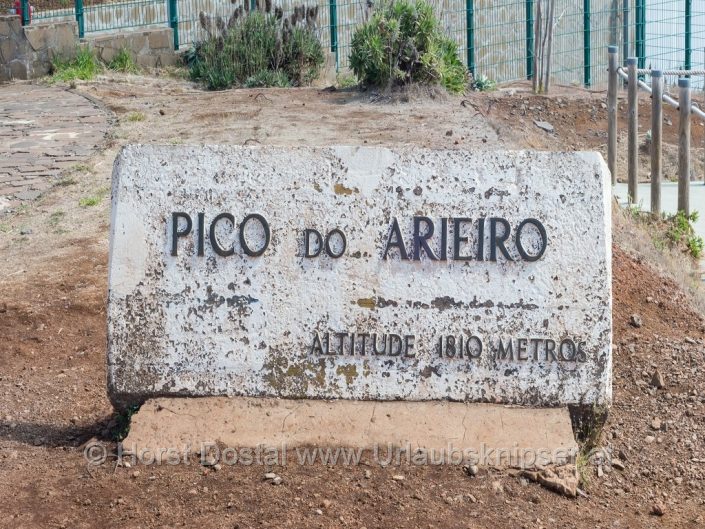 PICO DO ARIEIRO
ALTITUDE 1810 METROS
© Horst Dostal www.Urlaubsknipser.at